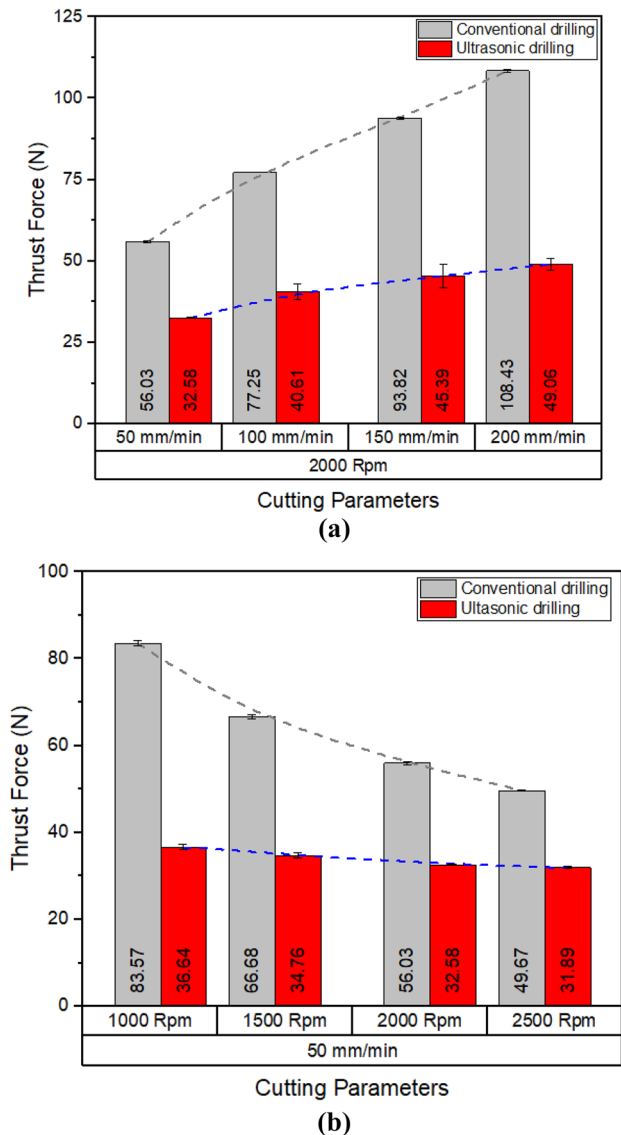 125
Conventional drilling
Ultrasonic drilling
100
75
50
25
0
Thrust Force (N)
56.03
32.58
77.25
40.61
93.82
45.39
108.43
49.06
50 mm/min
100 mm/min
150 mm/min
200 mm/min
2000 Rpm
Cutting Parameters
(a)
100
Conventional drilling
Ultasonic drilling
80
60
40
20
0
Thrust Force (N)
83.57
36.64
66.68
34.76
56.03
32.58
49.67
31.89
1000 Rpm
1500 Rpm
2000 Rpm
2500 Rpm
50 mm/min
Cutting Parameters
(b)